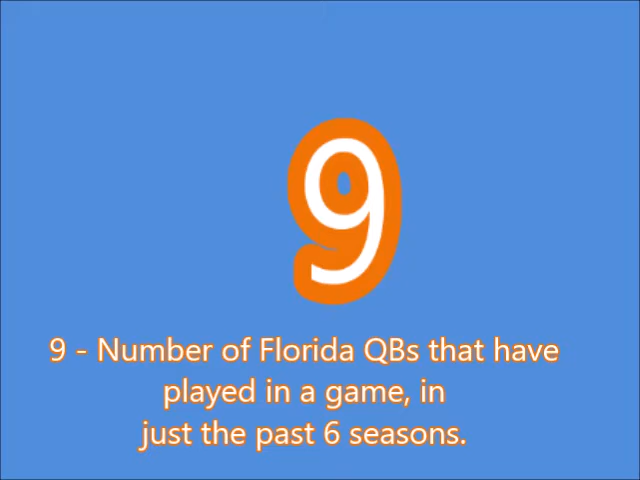 9
9 - Number of Florida QBs that have
played in a game, in
just the past 6 seasons.